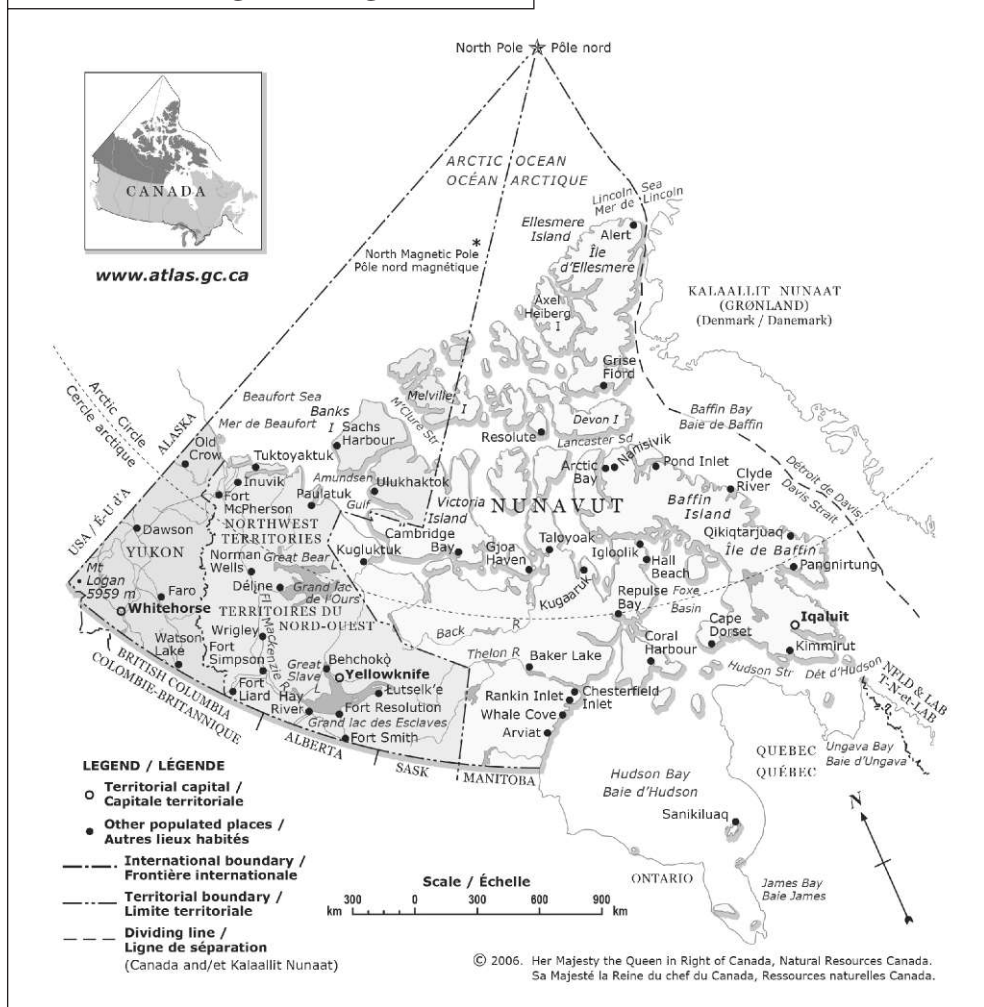 North Pole Pôle nord
ARCTIC OCEAN
OCÉAN ARCTIQUE
CANADA
www.atlas.gc.ca
Lincoln Sea
Mer de Lincoln
Ellesmere
Island
Alert
Île
d'Ellesmere
North Magnetic Pole
Pôle nord magnétique
*
KALAALLIT NUNAAT
(GRØNLAND)
(Denmark / Danemark)
Axel
Heiberg
I
Grise
Fiord
Arctic Circle
Cercle arctique
Beaufort Sea
Mer de Beaufort
Banks
I
Sachs
Harbour
Melville
I
M'Clure Str
Devon I
Resolute
Lancaster Sd
Baffin Bay
Baie de Baffin
ALASKA
USA / É-U d'A
Old
Crow
Tuktoyaktuk
Inuvik
Fort
McPherson
Paulatuk
Amundsen
Gulf
Ulukhaktok
Victoria
Island
NUNAVUT
Arctic
Bay
Nanisivik
Pond Inlet
Clyde
River
Baffin
Island
Détroit de Davis
Davis Strait
Qikiqtarjuaq
Île de Baffin
Pangnirtung
Dawson
YUKON
NORTHWEST
TERRITORIES
Cambridge
Bay
Kugluktuk
Gjoa
Haven
Taloyoak
Igloolik
Hall
Beach
Norman
Wells
Great Bear
Déline
Grand lac
de l'Ours
Kugaaruk
Repulse
Bay
Foxe
Basin
Mt
Logan
5959 m
Faro
Whitehorse
TERRITOIRES DU
NORD-OUEST
Fl Mackenzie R
Wrigley
Back R
Cape
Dorset
Iqaluit
Kimmirut
Watson
Lake
Fort
Simpson
Great
Slave
L
Behchokǫ̀
Yellowknife
Thelon R
Baker Lake
Coral
Harbour
Hudson Str Dét d'Hudson
BRITISH COLUMBIA
COLOMBIE-BRITANNIQUE
Fort
Liard
Hay
River
Łutselk'e
Fort Resolution
Grand lac des Esclaves
Fort Smith
Rankin Inlet
Chesterfield
Inlet
Whale Cove
Arviat
NFLD & LAB
T-N-et-LAB
ALBERTA
SASK
MANITOBA
QUEBEC
QUÉBEC
Ungava Bay
Baie d'Ungava
Hudson Bay
Baie d'Hudson
Sanikiluaq
N
ONTARIO
James Bay
Baie James
LEGEND / LÉGENDE
Territorial capital /
Capitale territoriale
Other populated places /
Autres lieux habités
International boundary /
Frontière internationale
Territorial boundary /
Limite territoriale
Dividing line /
Ligne de séparation
(Canada and/et Kalaallit Nunaat)
Scale / Échelle
km 300 0 300 600 900 km
© 2006. Her Majesty the Queen in Right of Canada, Natural Resources Canada.
Sa Majesté la Reine du chef du Canada, Ressources naturelles Canada.